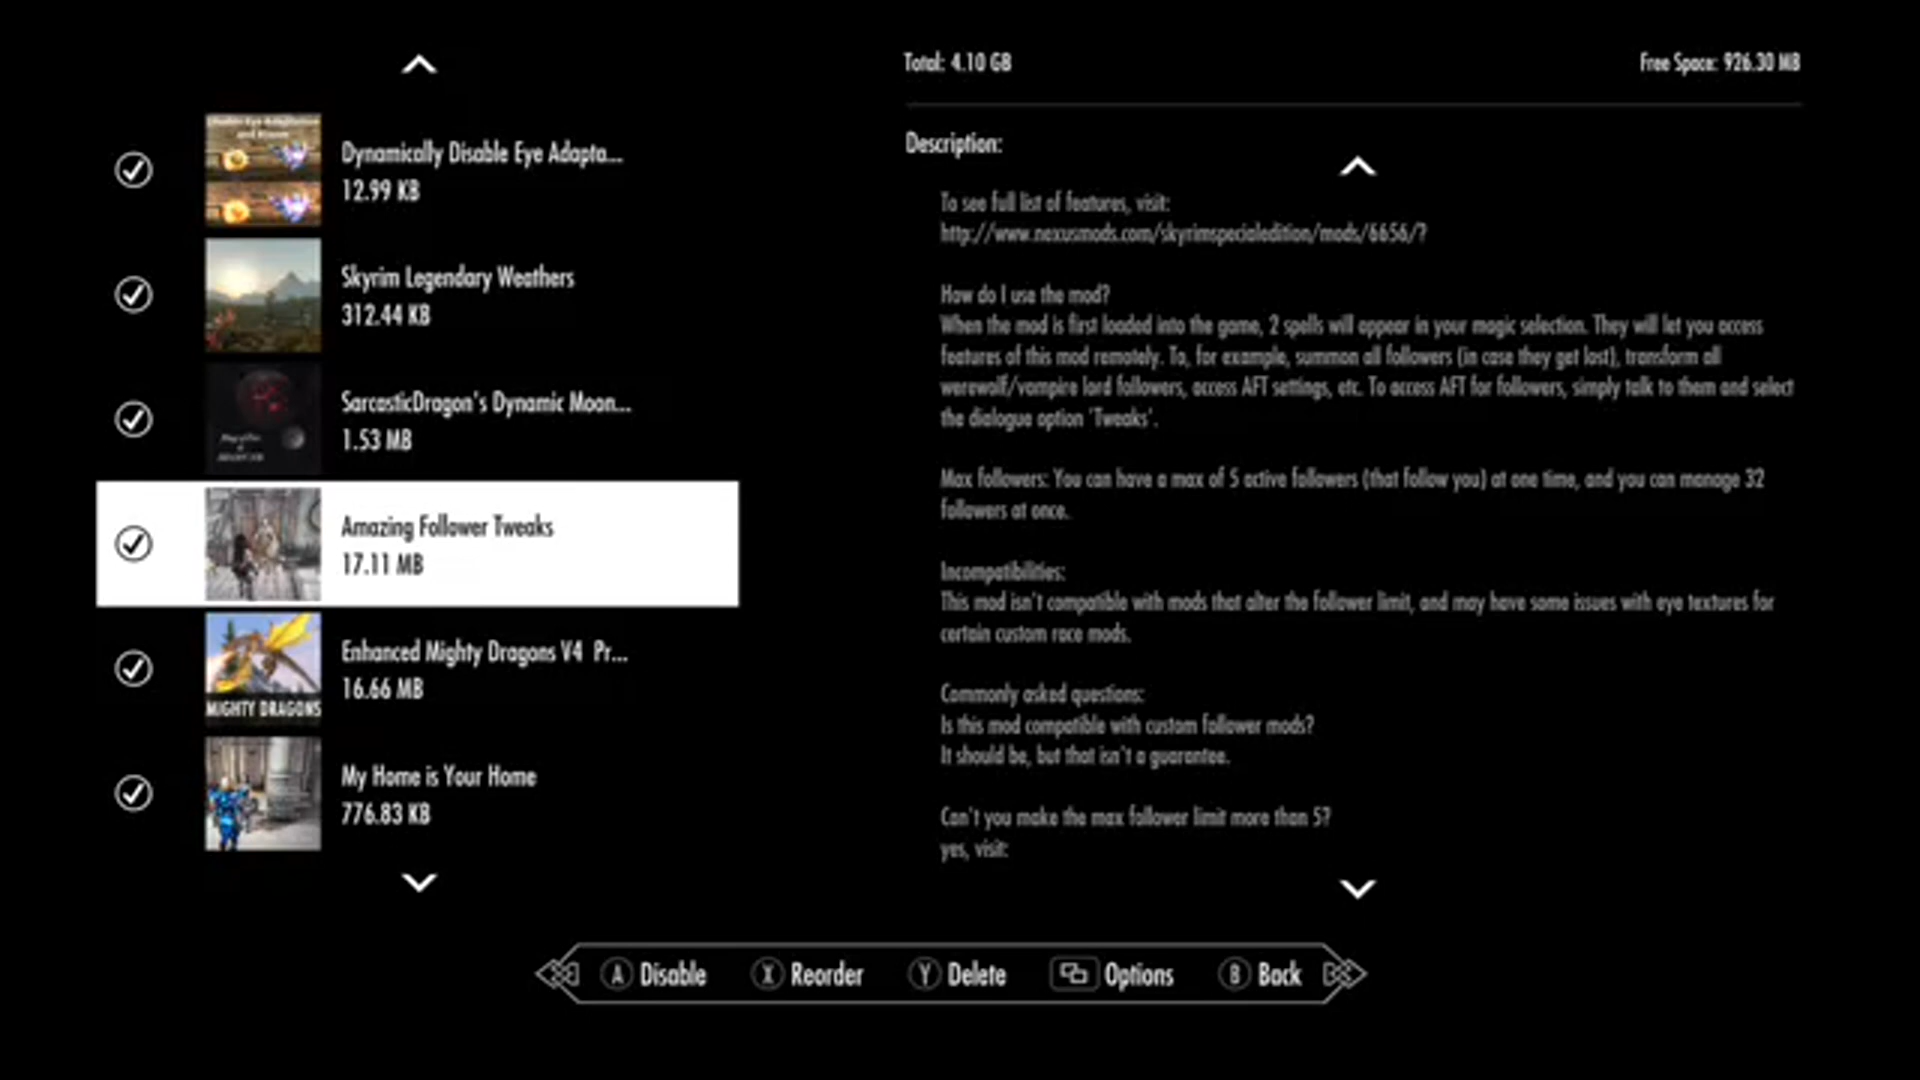 Total: 4.10 GB
Free Space: 926.30 MB
Dynamically Disable Eye Adapta...
12.99 KB
Skyrim Legendary Weathers
312.44 KB
SarcasticDragon's Dynamic Moon...
1.53 MB
Amazing Follower Tweaks
17.11 MB
Enhanced Mighty Dragons V4 Pr...
16.66 MB
MIGHTY DRAGONS
My Home is Your Home
776.83 KB
Description:
To see full list of features, visit:
http://www.nexusmods.com/skyrimspecialedition/mods/6656/?
How do I use the mod?
When the mod is first loaded into the game, 2 spells will appear in your magic selection. They will let you access
features of this mod remotely. To, for example, summon all followers (in case they get lost), transform all
werewolf/vampire lord followers, access AFT settings, etc. To access AFT for followers, simply talk to them and select
the dialogue option 'Tweaks'.
Max followers: You can have a max of 5 active followers (that follow you) at one time, and you can manage 32
followers at once.
Incompatibilities:
This mod isn't compatible with mods that alter the follower limit, and may have some issues with eye textures for
certain custom race mods.
Commonly asked questions:
Is this mod compatible with custom follower mods?
It should be, but that isn't a guarantee.
Can't you make the max follower limit more than 5?
yes, visit:
A Disable X Reorder Y Delete Options B Back